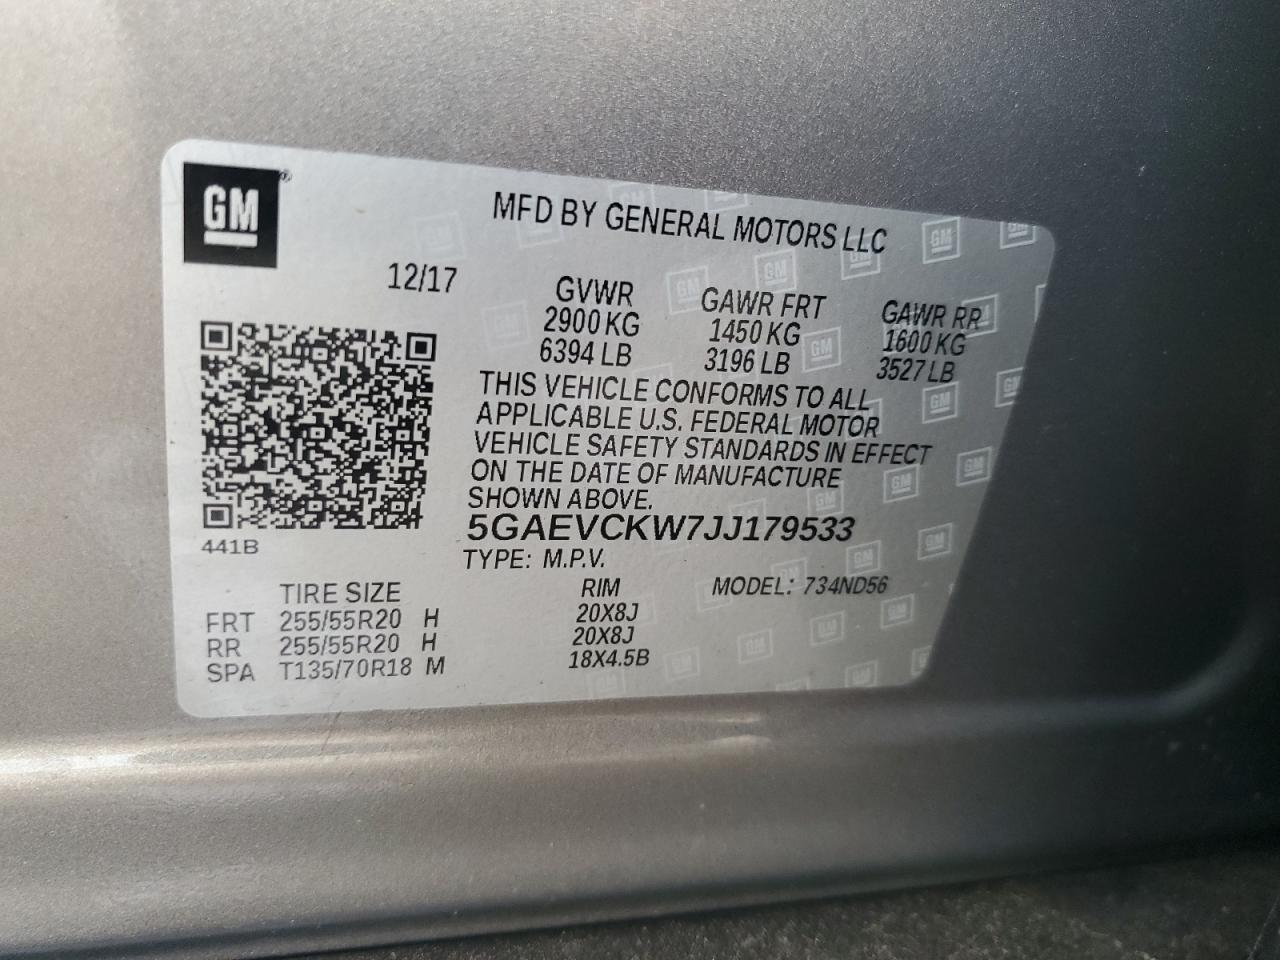 GM®
MFD BY GENERAL MOTORS LLC
12/17
GVWR GAWR FRT GAWR RR
2900 KG 1450 KG 1600 KG
6394 LB 3196 LB 3527 LB
THIS VEHICLE CONFORMS TO ALL
APPLICABLE U.S. FEDERAL MOTOR
VEHICLE SAFETY STANDARDS IN EFFECT
ON THE DATE OF MANUFACTURE
SHOWN ABOVE.
5GAEVCKW7JJ179533
441B
TYPE: M.P.V.
TIRE SIZE RIM MODEL: 734ND56
FRT 255/55R20 H 20X8J
RR 255/55R20 H 20X8J
SPA T135/70R18 M 18X4.5B